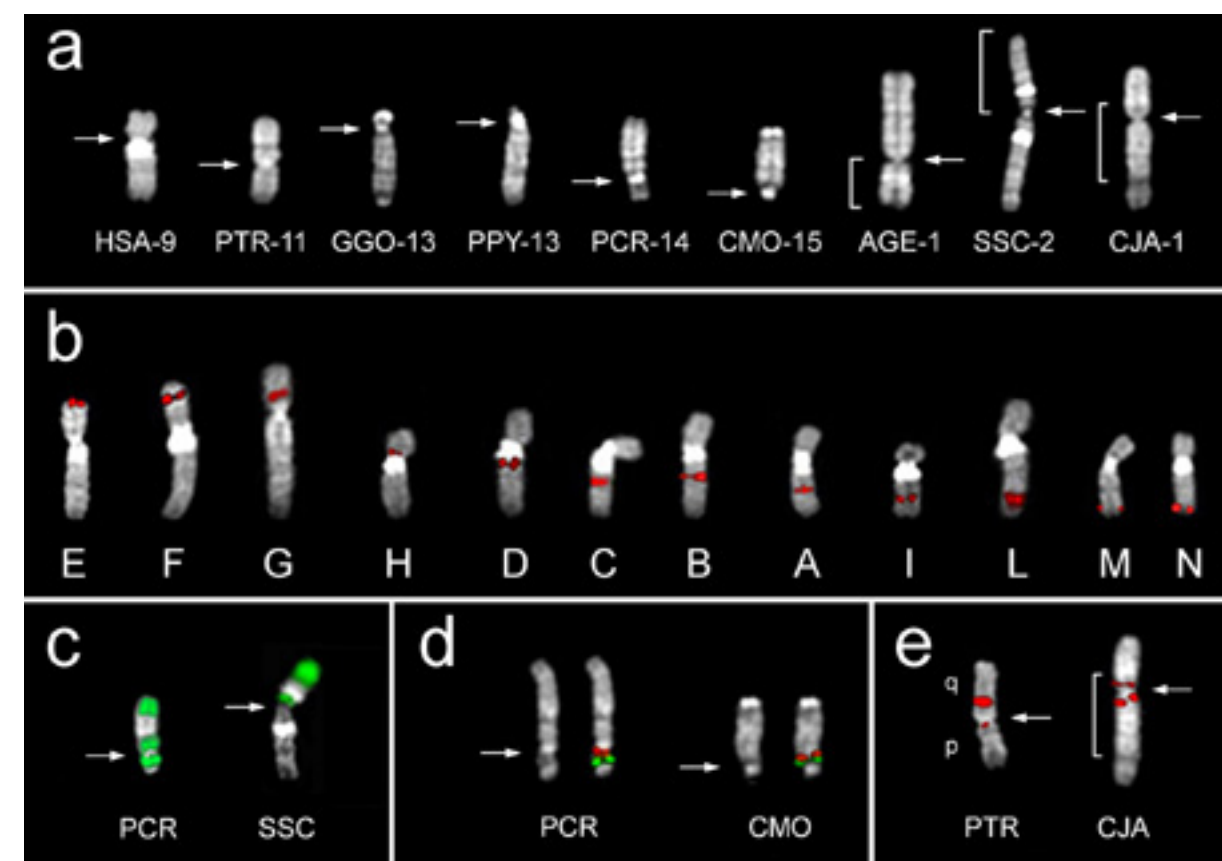 a
HSA-9 PTR-11 GGO-13 PPY-13 PCR-14 CMO-15 AGE-1 SSC-2 CJA-1
b
E F G H D C B A I L M N
c
PCR SSC
d
PCR CMO
e
q
p
PTR CJA